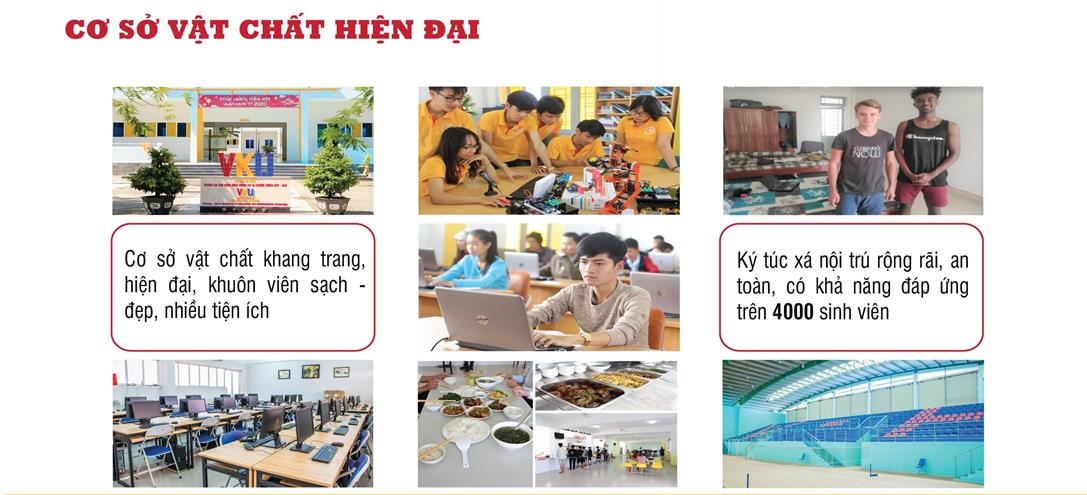 CƠ SỞ VẬT CHẤT HIỆN ĐẠI
VKU
Cơ sở vật chất khang trang,
hiện đại, khuôn viên sạch -
đẹp, nhiều tiện ích
Ký túc xá nội trú rộng rãi, an
toàn, có khả năng đáp ứng
trên 4000 sinh viên